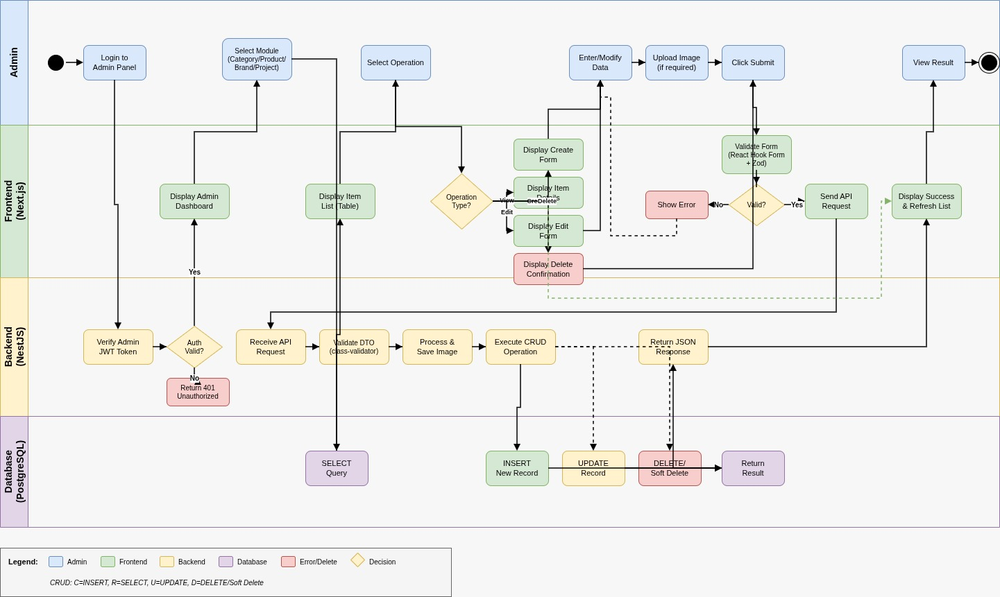 Admin
Login to
Admin Panel
Select Module
(Category/Product/
Brand/Project)
Select Operation
Enter/Modify
Data
Upload Image
(if required)
Click Submit
View Result
Frontend
(Next.js)
Display Admin
Dashboard
Display Item
List (Table)
Operation
Type?
Display Create
Form
Display Item
Details
View
CreDelete
Edit
Display Edit
Form
Display Delete
Confirmation
Validate Form
(React Hook Form
+ Zod)
Show Error
No
Valid?
Yes
Send API
Request
Display Success
& Refresh List
Yes
Backend
(NestJS)
Verify Admin
JWT Token
Auth
Valid?
No
Return 401
Unauthorized
Receive API
Request
Validate DTO
(class-validator)
Process &
Save Image
Execute CRUD
Operation
Return JSON
Response
Database
(PostgreSQL)
SELECT
Query
INSERT
New Record
UPDATE
Record
DELETE/
Soft Delete
Return
Result
Legend:
Admin
Frontend
Backend
Database
Error/Delete
Decision
CRUD: C=INSERT, R=SELECT, U=UPDATE, D=DELETE/Soft Delete